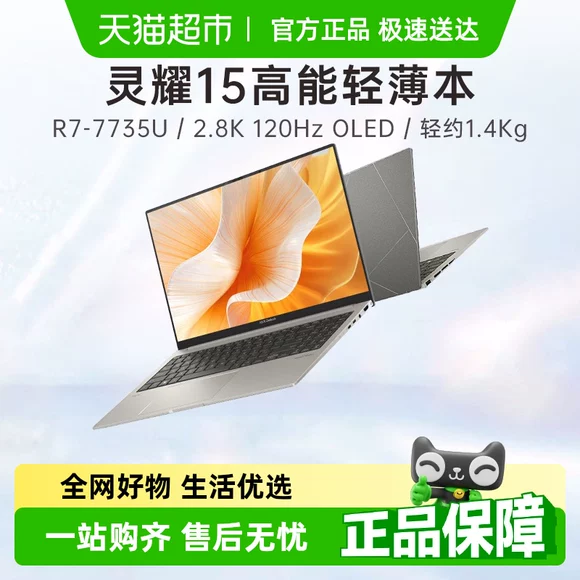 天猫超市 官方正品 极速送达
灵耀15高能轻薄本
R7-7735U / 2.8K 120Hz OLED / 轻约1.4Kg
全网好物 生活优选
一站购齐 售后无忧
正品保障